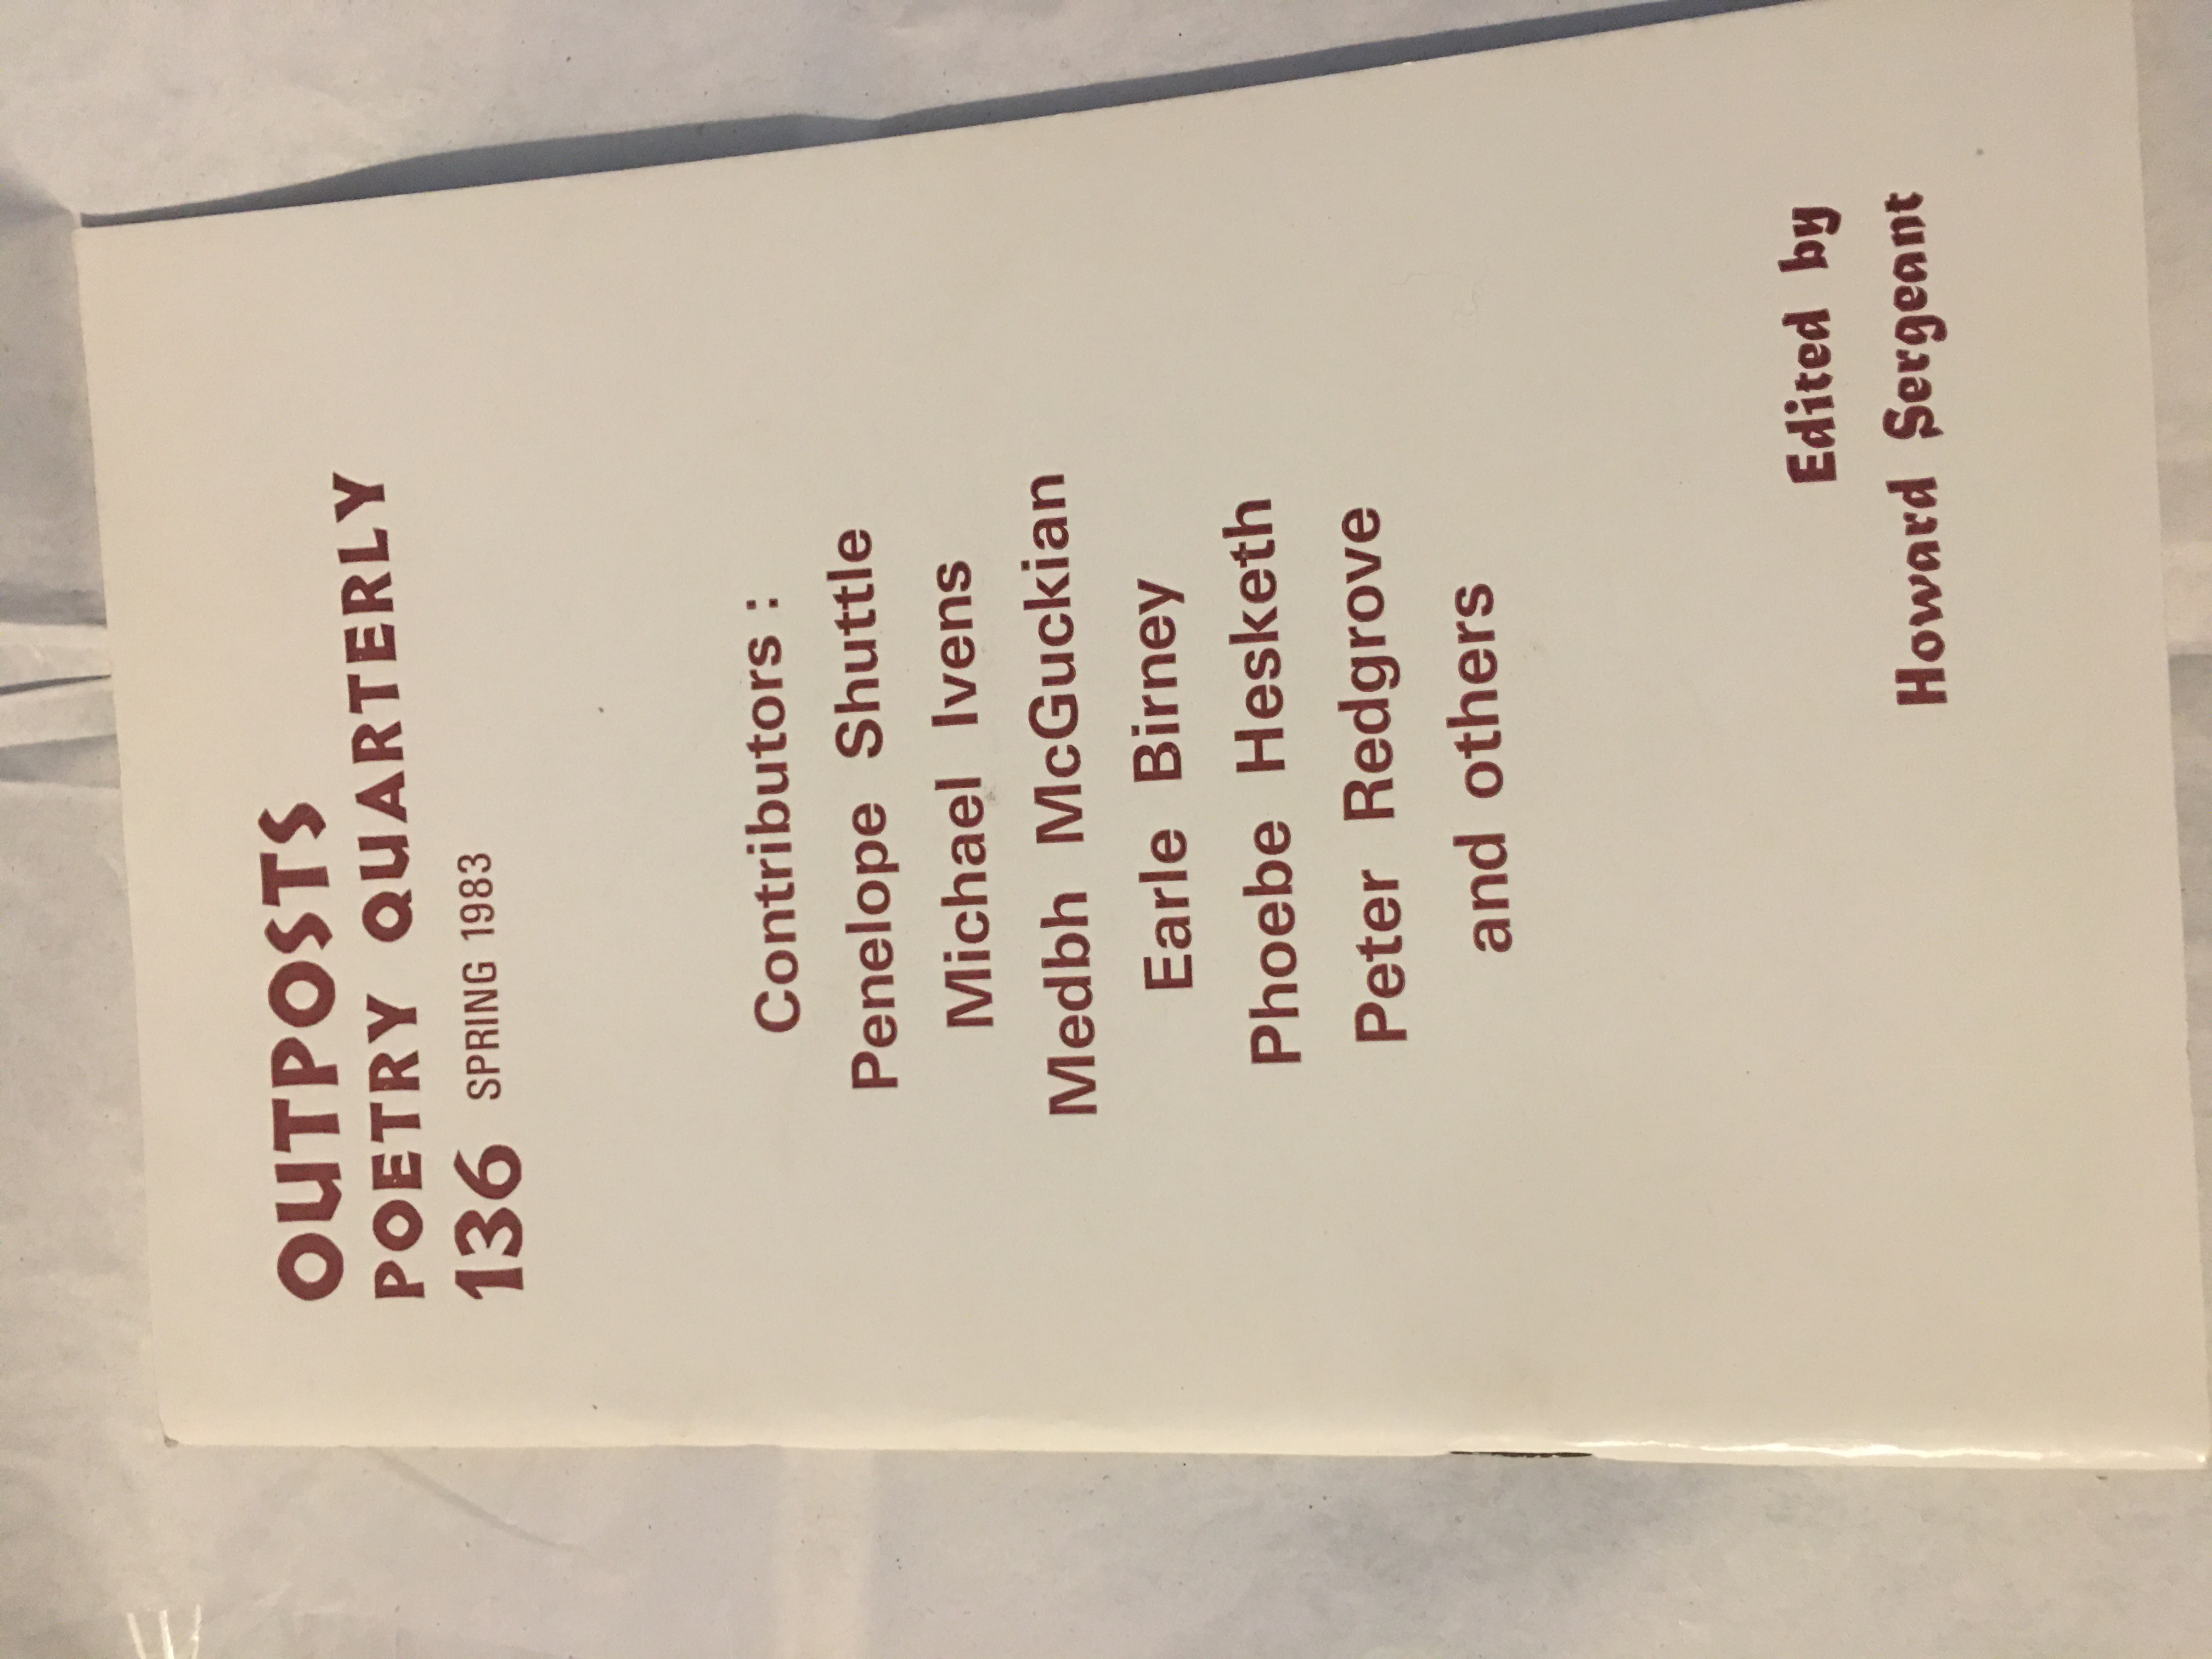 OUTPOSTS
POETRY QUARTERLY
136 SPRING 1983
Contributors :
Penelope Shuttle
Michael Ivens
Medbh McGuckian
Earle Birney
Phoebe Hesketh
Peter Redgrove
and others
Edited by
Howard Sergeant